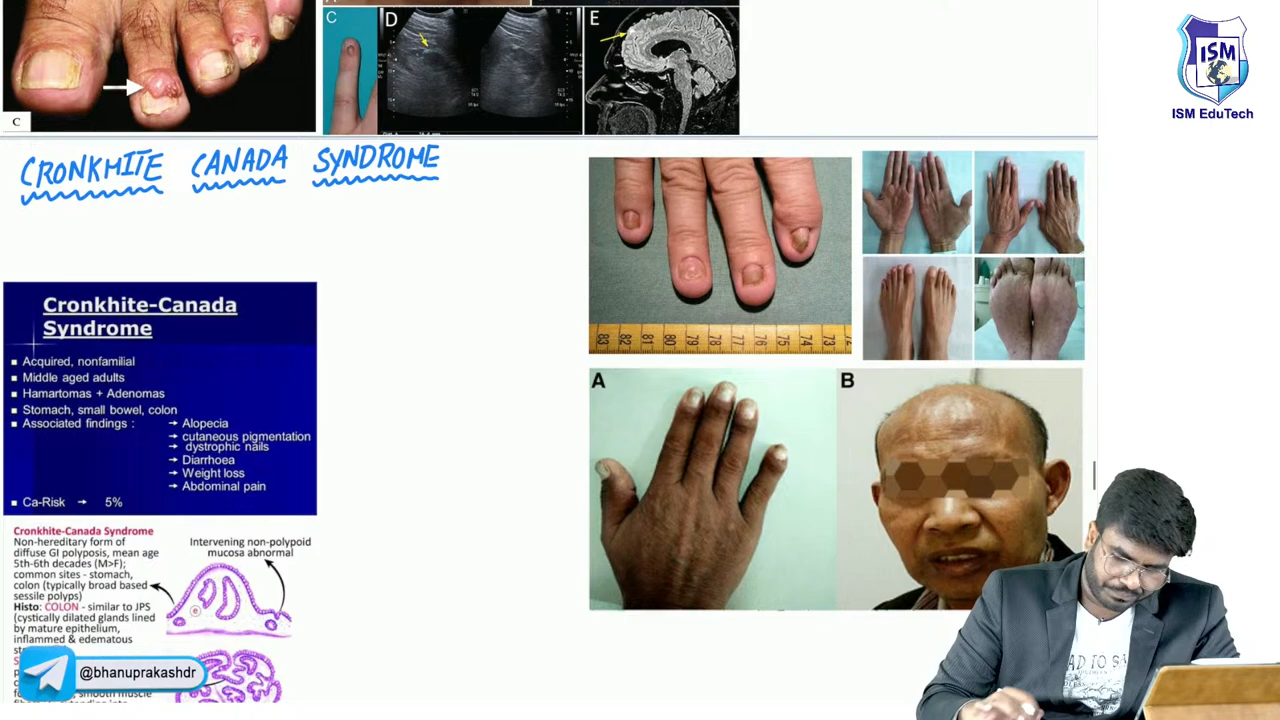 C
C
D
E
ISM
ISM EduTech
CRONKMITE CANADA SYNDROME
83 82 81 80 79 78 77 76 75 74 73
A
B
Cronkhite-Canada
Syndrome
Acquired, nonfamilial
Middle aged adults
Hamartomas + Adenomas
Stomach, small bowel, colon
Associated findings : → Alopecia
→ cutaneous pigmentation
→ dystrophic nails
→ Diarrhoea
→ Weight loss
→ Abdominal pain
Ca-Risk → 5%
Cronkhite-Canada Syndrome
Non-hereditary form of
diffuse GI polyposis, mean age
5th-6th decades (M>F);
common sites - stomach,
colon (typically broad based
sessile polyps)
Histo: COLON - similar to JPS
(cystically dilated glands lined
by mature epithelium,
inflammed & edematous
Intervening non-polypoid
mucosa abnormal
@bhanuprakashdr
smooth muscle